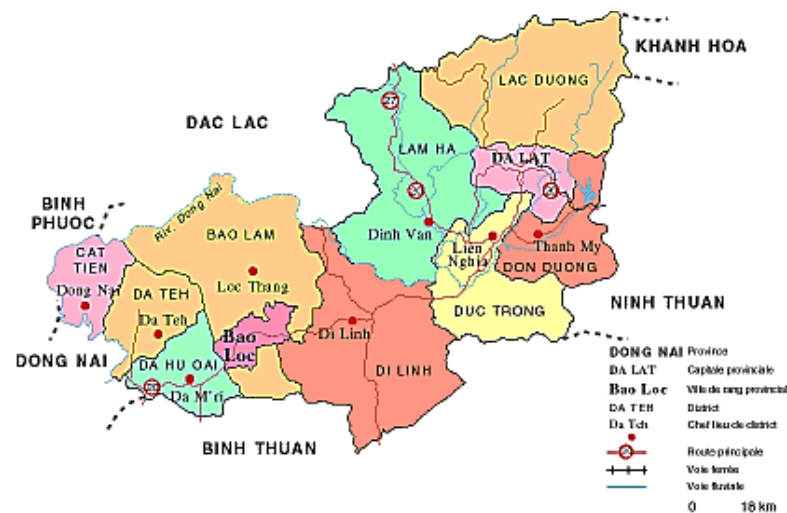 KHANH HOA
LAC DUONG
27
DAC LAC
LAM HA
DA LAT
20
BINH
PHUOC
Riv. Dong Nai
BAO LAM
Dinh Van
Lien
Nghia
Thanh My
CAT
TIEN
DON DUONG
Dong Nai
DA TEH
Loc Thang
NINH THUAN
DUC TRONG
Da Teh
Bao
Loc
Di Linh
DONG NAI
DA HU OAI
DI LINH
20
Da M'ri
BINH THUAN
DONG NAI Province
DA LAT Capitale provinciale
Bao Loc Ville de rang provincial
DA TEH District
Da Teh Chef lieu de district
Route principale
Voie ferrée
Voie fluviale
0 18 km